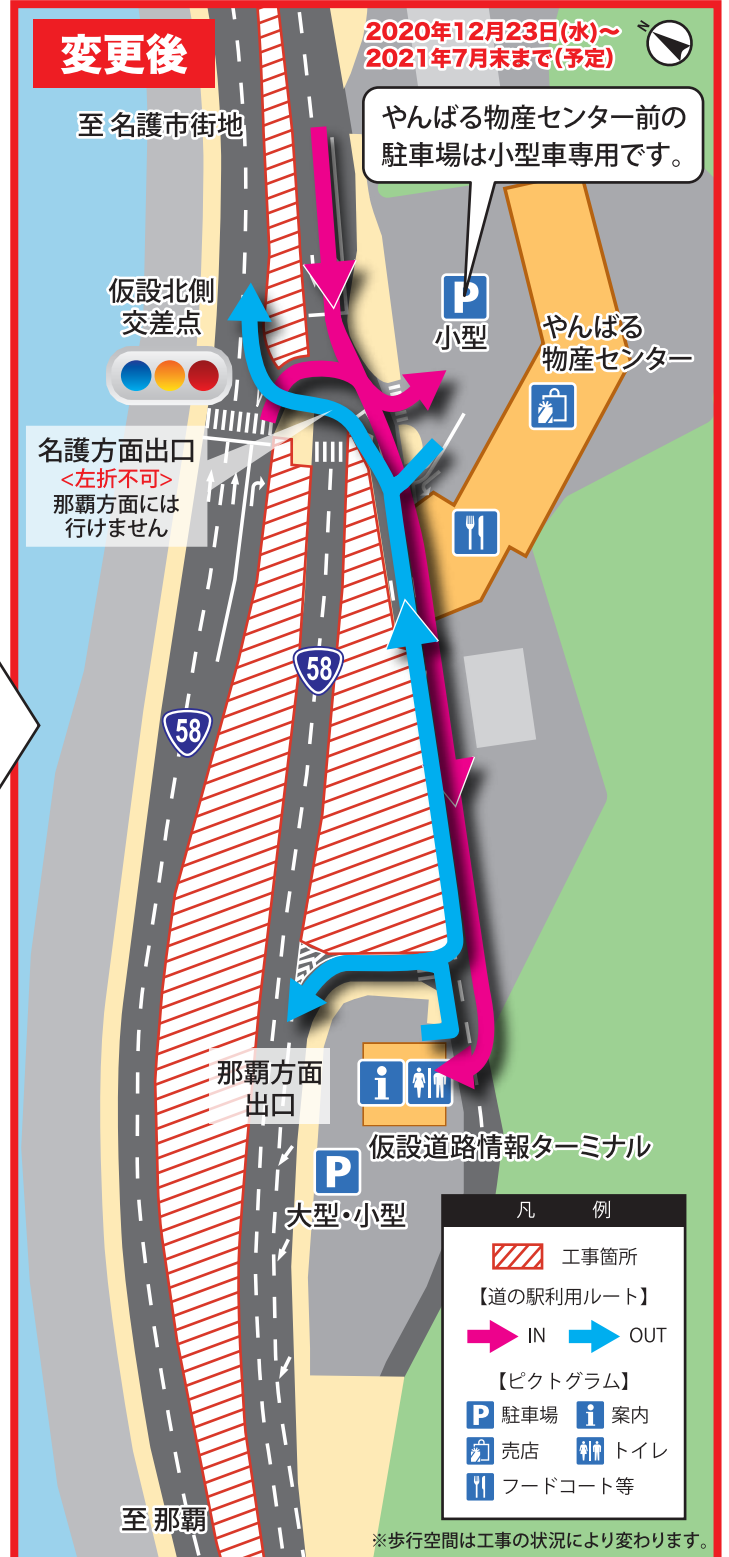 変更後
2020年12月23日(水)~
2021年7月末まで(予定)
N
至 名護市街地
やんばる物産センター前の
駐車場は小型車専用です。
仮設北側
交差点
P
小型
やんばる
物産センター
名護方面出口
<左折不可>
那覇方面には
行けません
58
58
那覇方面
出口
i
仮設道路情報ターミナル
P
大型・小型
凡 例
工事箇所
【道の駅利用ルート】
IN OUT
【ピクトグラム】
P 駐車場 i 案内
売店 トイレ
フードコート等
至 那覇
※歩行空間は工事の状況により変わります。